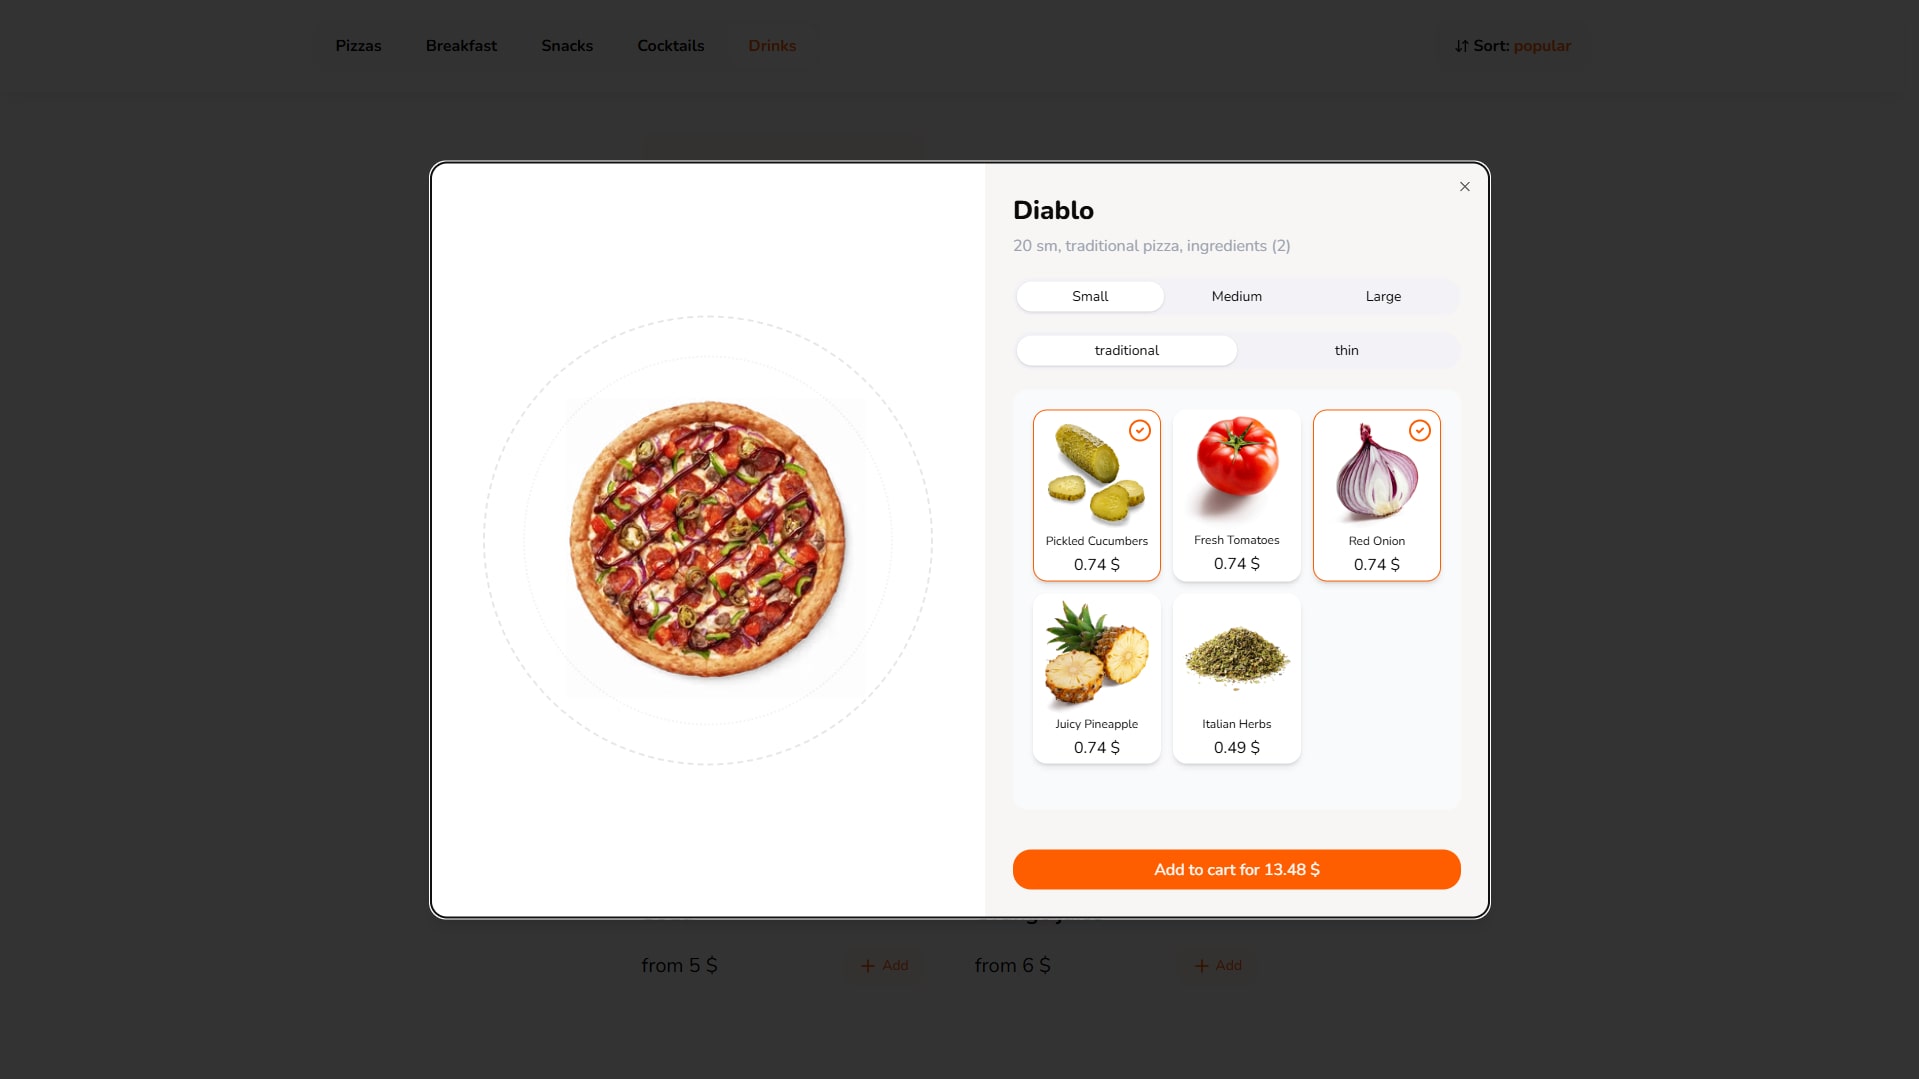 Pizzas Breakfast Snacks Cocktails Drinks
Sort: popular
Diablo
20 sm, traditional pizza, ingredients (2)
Small Medium Large
traditional thin
Pickled Cucumbers Fresh Tomatoes Red Onion
0.74 $ 0.74 $ 0.74 $
Juicy Pineapple Italian Herbs
0.74 $ 0.49 $
Add to cart for 13.48 $
from 5 $ + Add from 6 $ + Add